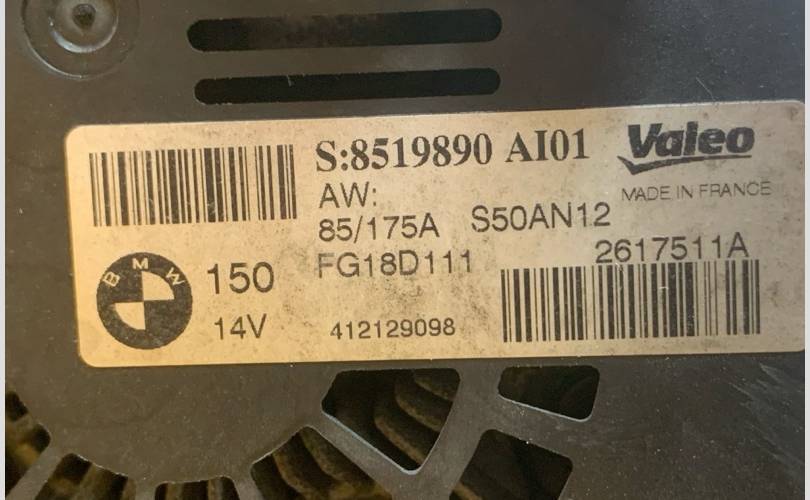 S:8519890 AI01
Valeo
MADE IN FRANCE
AW:
85/175A S50AN12
FG18D111
2617511A
BMW
150
14V
412129098